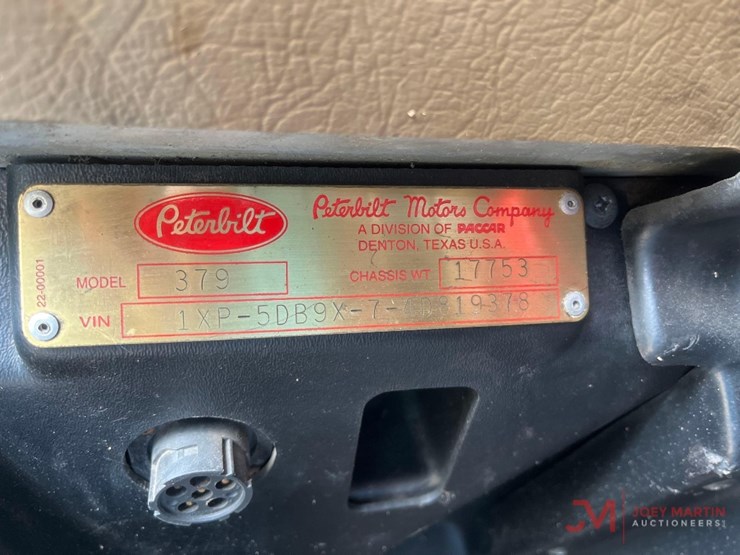 Peterbilt
Peterbilt Motors Company
A DIVISION OF PACCAR
DENTON, TEXAS U.S.A.
22-00001
MODEL 379 CHASSIS WT. 17753
VIN 1XP-5DB9X-7-
JOEY MARTIN
AUCTIONEERS